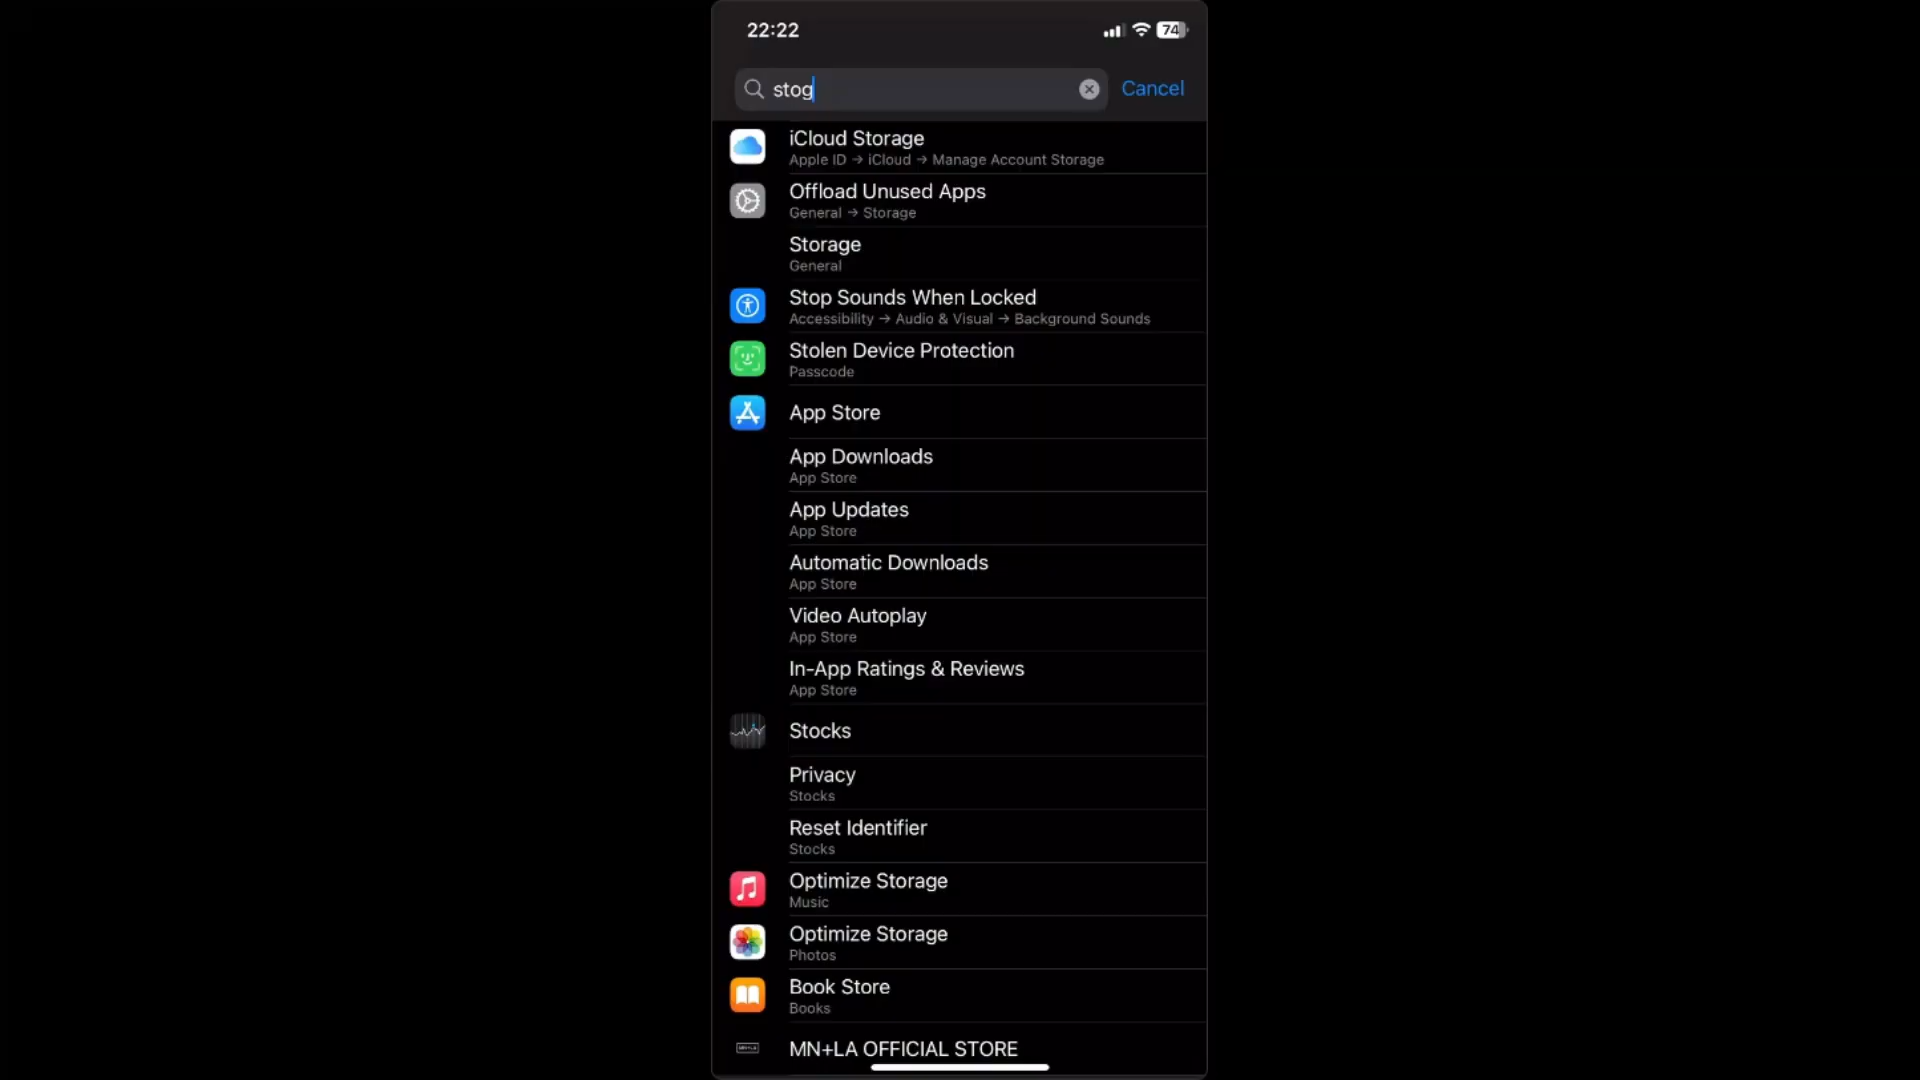 22:22
74
stog
Cancel
iCloud Storage
Apple ID → iCloud → Manage Account Storage
Offload Unused Apps
General → Storage
Storage
General
Stop Sounds When Locked
Accessibility → Audio & Visual → Background Sounds
Stolen Device Protection
Passcode
App Store
App Downloads
App Store
App Updates
App Store
Automatic Downloads
App Store
Video Autoplay
App Store
In-App Ratings & Reviews
App Store
Stocks
Privacy
Stocks
Reset Identifier
Stocks
Optimize Storage
Music
Optimize Storage
Photos
Book Store
Books
MN+LA OFFICIAL STORE